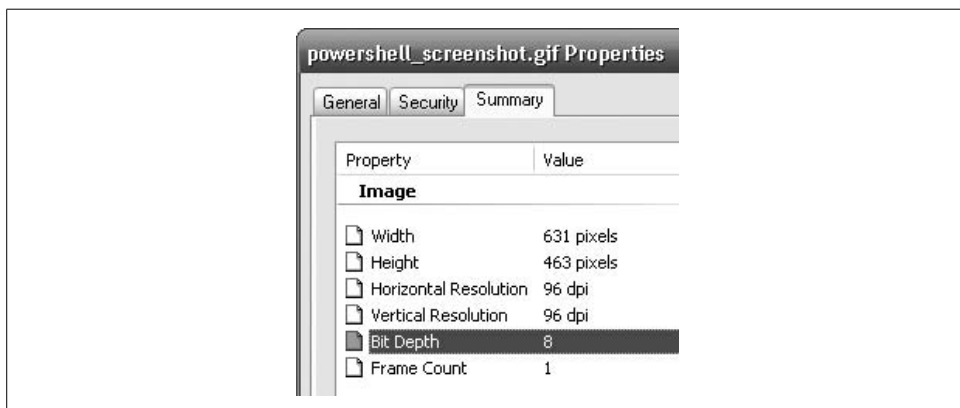 powershell_screenshot.gif Properties
General Security Summary
Property Value
Image
Width 631 pixels
Height 463 pixels
Horizontal Resolution 96 dpi
Vertical Resolution 96 dpi
Bit Depth 8
Frame Count 1